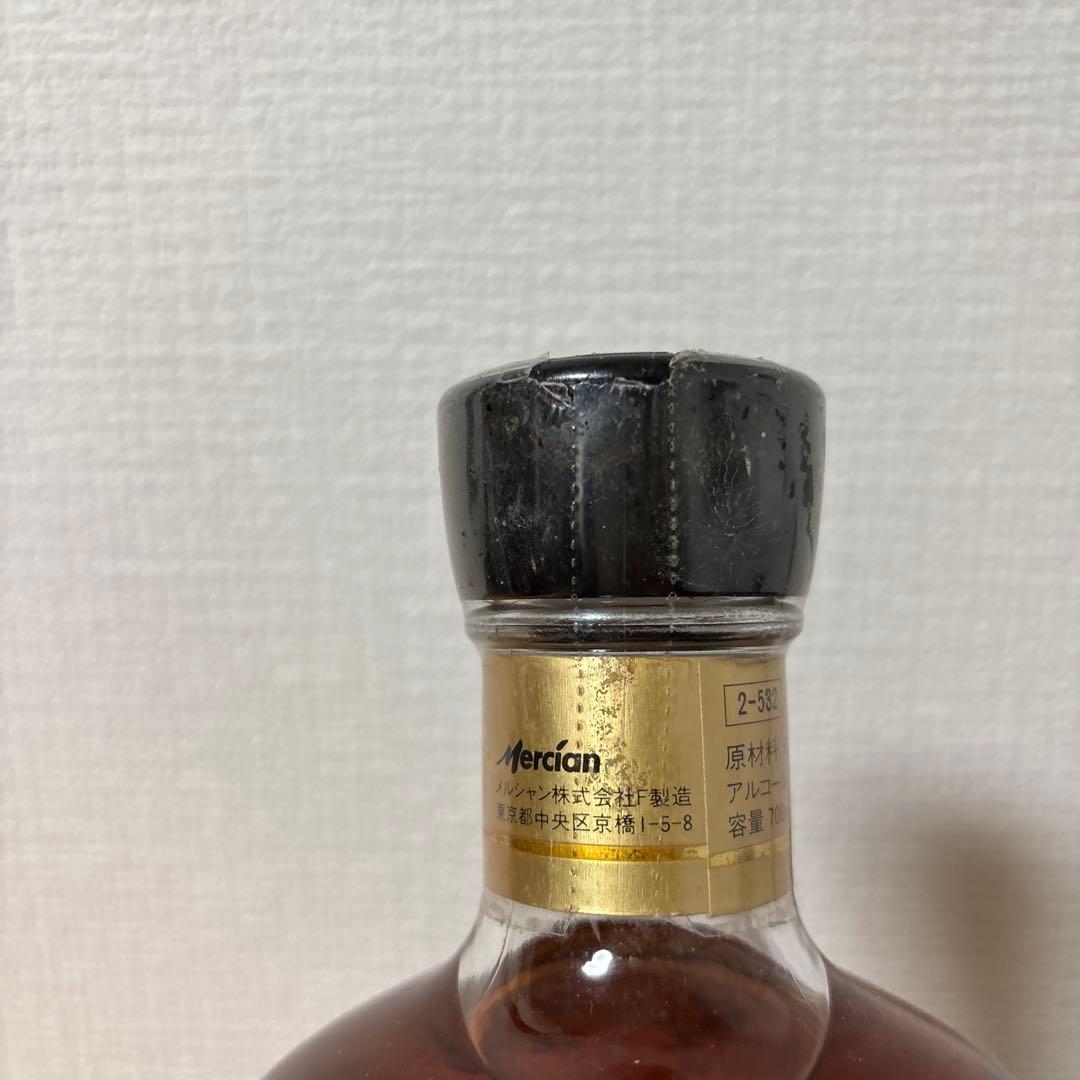 Mercian
メルシャン株式会社F製造
東京都中央区京橋1-5-8
2-532
原材料
アルコー
容量 700